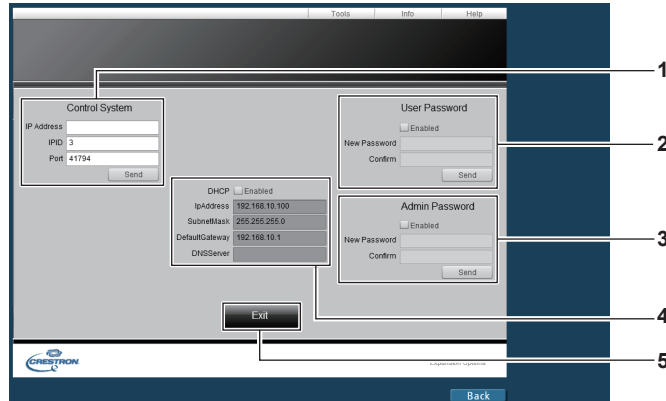 Tools Info Help
1
Control System
IP Address
IPID 3
Port 41794
Send
User Password
Enabled
New Password
Confirm
Send
2
DHCP Enabled
IpAddress 192.168.10.100
SubnetMask 255.255.255.0
DefaultGateway 192.168.10.1
DNSServer
Admin Password
Enabled
New Password
Confirm
Send
3
Exit
4
CRESTRON
Expansion Options
5
Back